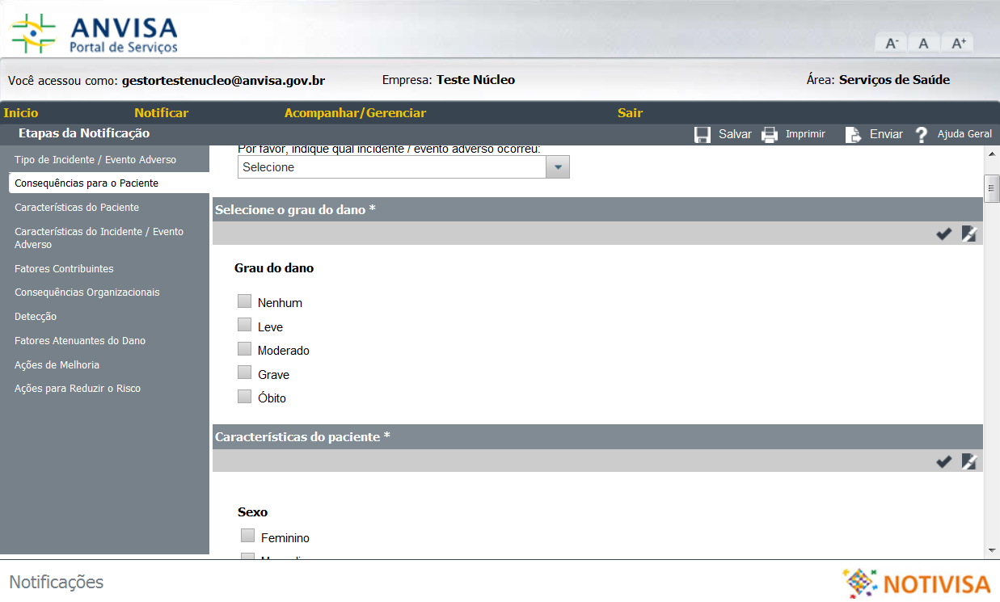 ANVISA
Portal de Serviços
A- A A+
Você acessou como: gestortestenucleo@anvisa.gov.br Empresa: Teste Núcleo Área: Serviços de Saúde
Inicio Notificar Acompanhar/Gerenciar Sair
Etapas da Notificação Salvar Imprimir Enviar ? Ajuda Geral
Tipo de Incidente / Evento Adverso
Consequências para o Paciente
Características do Paciente
Características do Incidente / Evento
Adverso
Fatores Contribuintes
Consequências Organizacionais
Detecção
Fatores Atenuantes do Dano
Ações de Melhoria
Ações para Reduzir o Risco
Por favor, indique qual incidente / evento adverso ocorreu:
Selecione
Selecione o grau do dano *
Grau do dano
Nenhum
Leve
Moderado
Grave
Óbito
Características do paciente *
Sexo
Feminino
Notificações
NOTIVISA